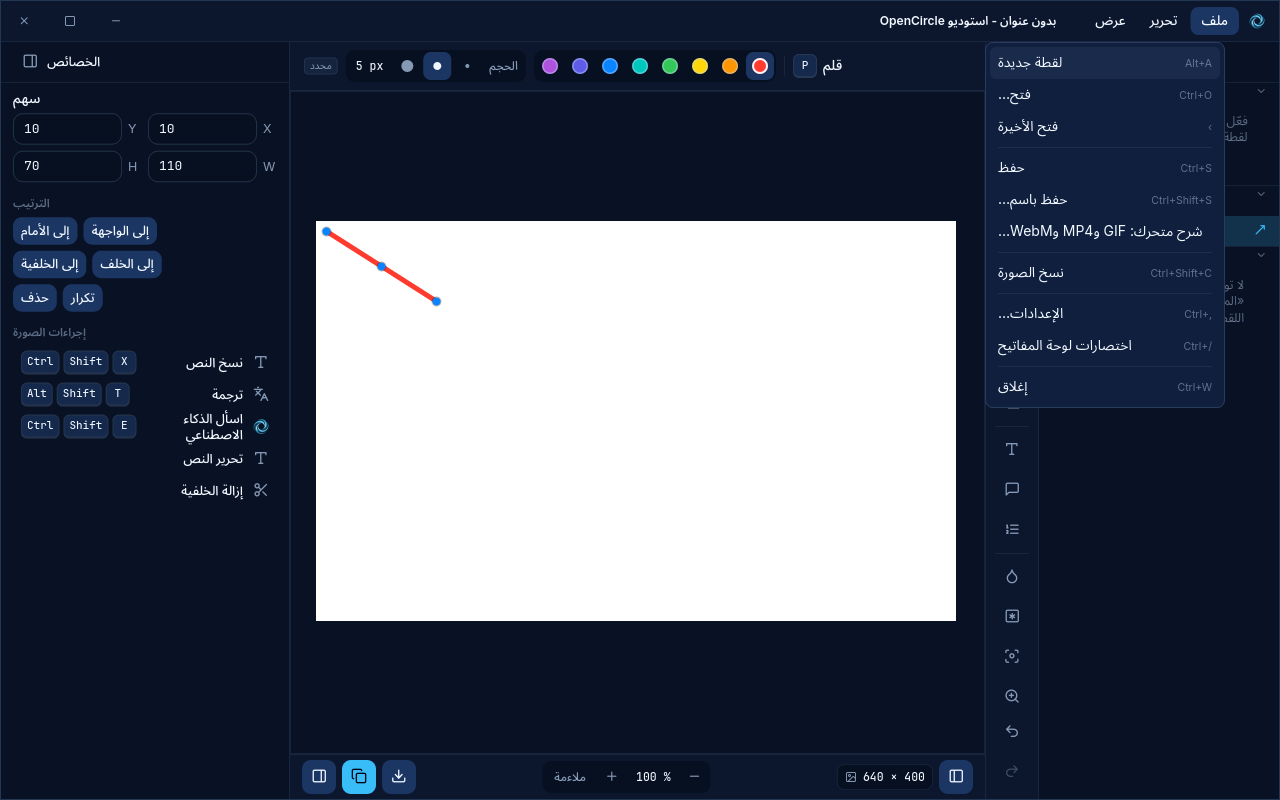 ملف
تحرير
عرض
بدون عنوان - استوديو OpenCircle
لقطة جديدة Alt+A
فتح... Ctrl+O
فتح الأخيرة
حفظ Ctrl+S
حفظ باسم... Ctrl+Shift+S
شرح متحرك: GIF وMP4 وWebM...
نسخ الصورة Ctrl+Shift+C
الإعدادات... Ctrl+,
اختصارات لوحة المفاتيح Ctrl+/
إغلاق Ctrl+W
فعّل
لقطة
لا
اللقط
قلم P
الحجم
5 px
محدد
الخصائص
سهم
X 10 Y 10
W 110 H 70
الترتيب
إلى الواجهة إلى الأمام
إلى الخلف إلى الخلفية
تكرار حذف
إجراءات الصورة
نسخ النص Ctrl Shift X
ترجمة Alt Shift T
اسأل الذكاء
الاصطناعي
Ctrl Shift E
تحرير النص
إزالة الخلفية
640 × 400
100 %
ملاءمة